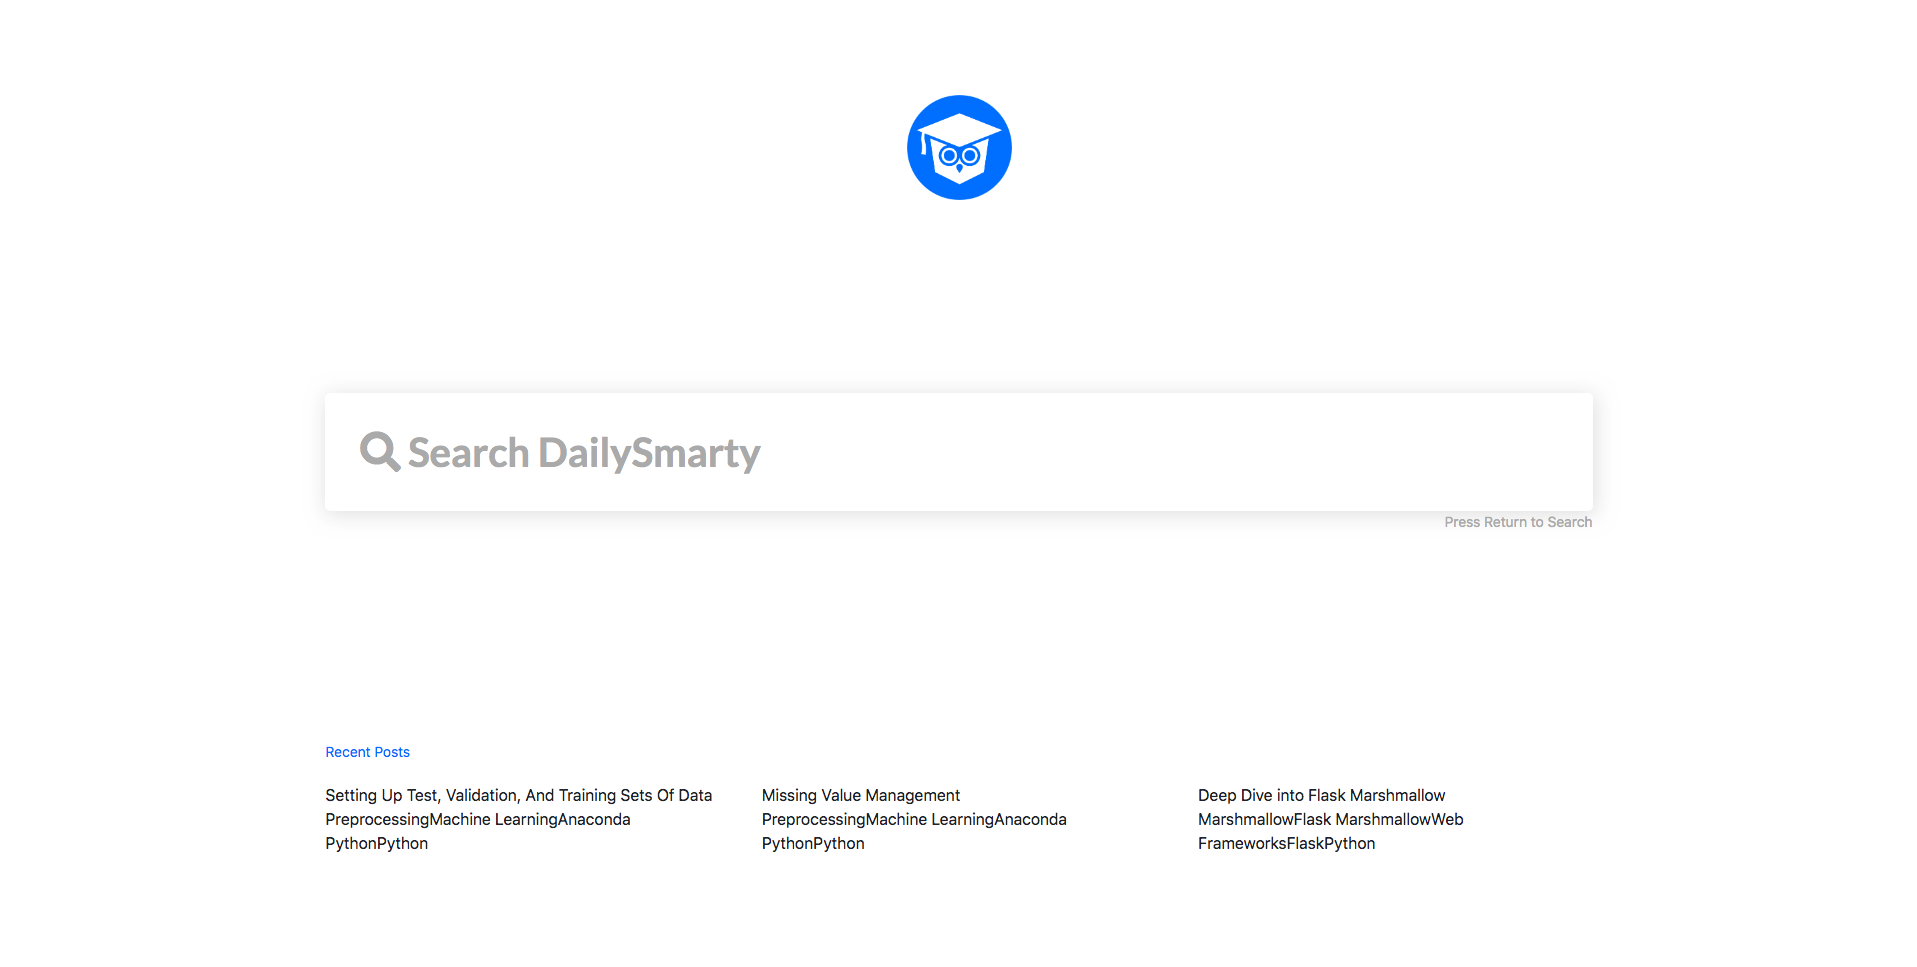 Search DailySmarty
Press Return to Search
Recent Posts
Setting Up Test, Validation, And Training Sets Of Data
PreprocessingMachine LearningAnaconda
PythonPython
Missing Value Management
PreprocessingMachine LearningAnaconda
PythonPython
Deep Dive into Flask Marshmallow
MarshmallowFlask MarshmallowWeb
FrameworksFlaskPython